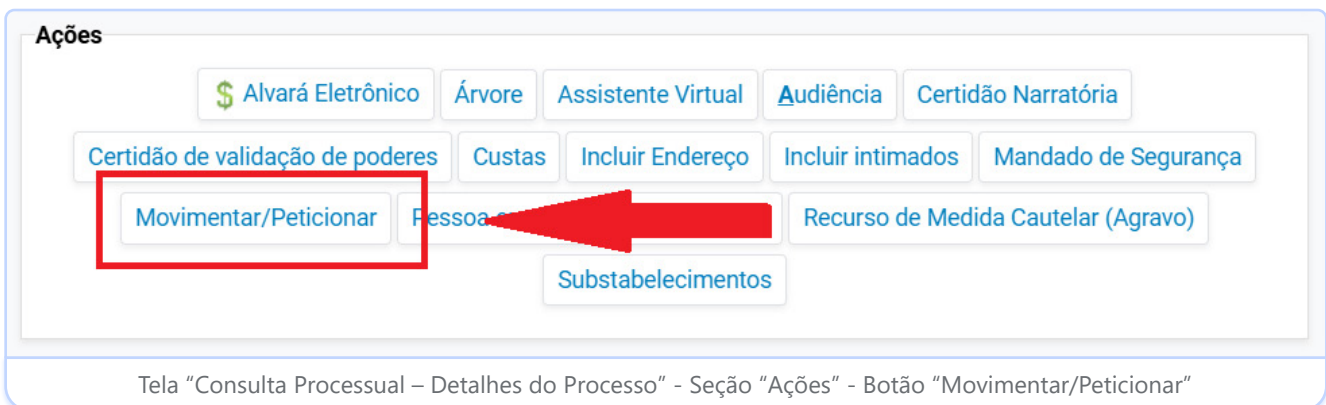 Ações
$ Alvará Eletrônico Árvore Assistente Virtual Audiência Certidão Narratória
Certidão de validação de poderes Custas Incluir Endereço Incluir intimados Mandado de Segurança
Movimentar/Peticionar Pessoa Recurso de Medida Cautelar (Agravo)
Substabelecimentos
Tela “Consulta Processual – Detalhes do Processo” - Seção “Ações” - Botão “Movimentar/Peticionar”